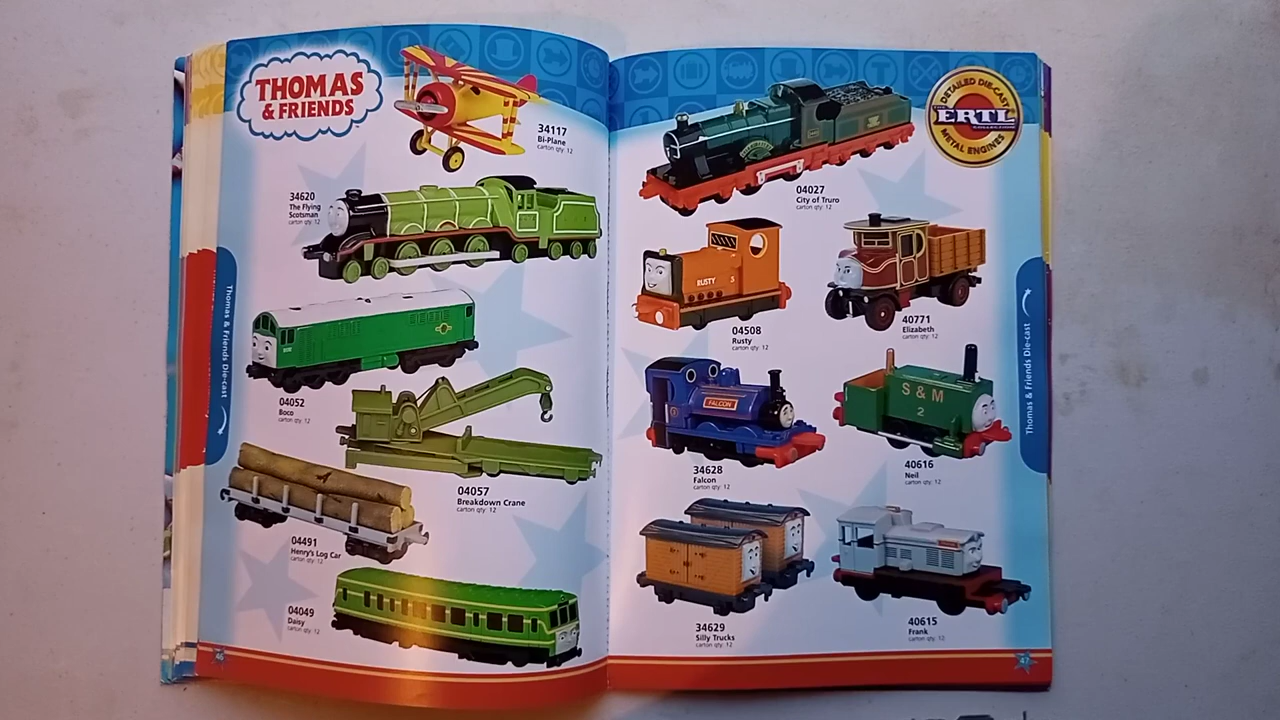 THOMAS
& FRIENDS
™
34117
Bi-Plane
carton qty: 12
34620
The Flying
Scotsman
carton qty: 12
04052
Boco
carton qty: 12
04057
Breakdown Crane
carton qty: 12
04491
Henry's Log Car
carton qty: 12
04049
Daisy
carton qty: 12
Thomas & Friends Die-cast
46
DETAILED DIE-CAST
ERTL
COLLECTION
METAL ENGINES
04027
City of Truro
carton qty: 12
RUSTY
5
04508
Rusty
carton qty: 12
40771
Elizabeth
carton qty: 12
FALCON
34628
Falcon
carton qty: 12
S & M
2
40616
Neil
carton qty: 12
34629
Silly Trucks
carton qty: 12
40615
Frank
carton qty: 12
Thomas & Friends Die-cast
47